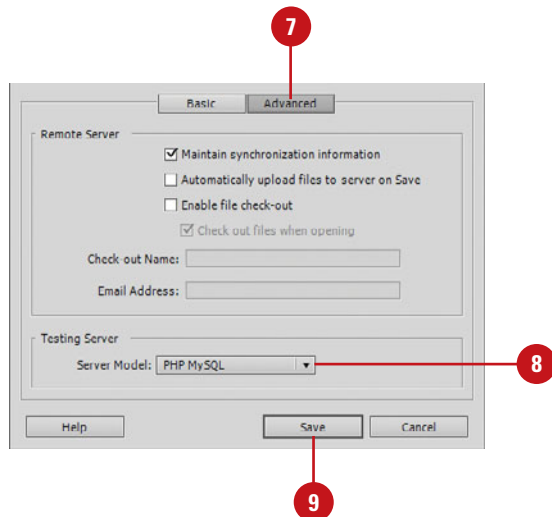 7
Basic Advanced
Remote Server
Maintain synchronization information
Automatically upload files to server on Save
Enable file check-out
Check out files when opening
Check-out Name:
Email Address:
Testing Server
Server Model: PHP MySQL
8
Help Save Cancel
9